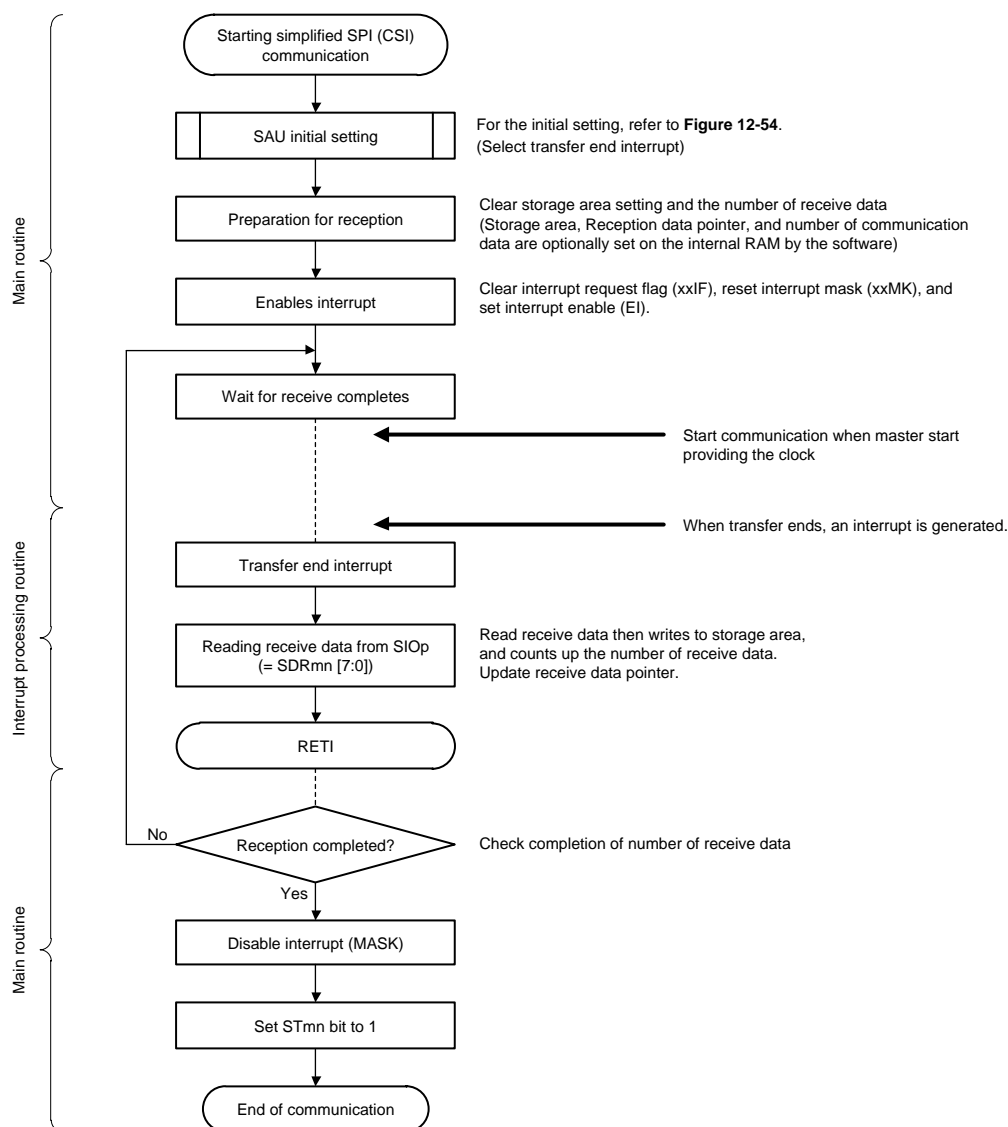 Starting simplified SPI (CSI)
communication
SAU initial setting
For the initial setting, refer to Figure 12-54.
(Select transfer end interrupt)
Main routine
Preparation for reception
Clear storage area setting and the number of receive data
(Storage area, Reception data pointer, and number of communication
data are optionally set on the internal RAM by the software)
Enables interrupt
Clear interrupt request flag (xxIF), reset interrupt mask (xxMK), and
set interrupt enable (EI).
Wait for receive completes
Start communication when master start
providing the clock
When transfer ends, an interrupt is generated.
Interrupt processing routine
Transfer end interrupt
Reading receive data from SIOp
(= SDRmn [7:0])
Read receive data then writes to storage area,
and counts up the number of receive data.
Update receive data pointer.
RETI
Main routine
No
Reception completed?
Check completion of number of receive data
Yes
Disable interrupt (MASK)
Set STmn bit to 1
End of communication